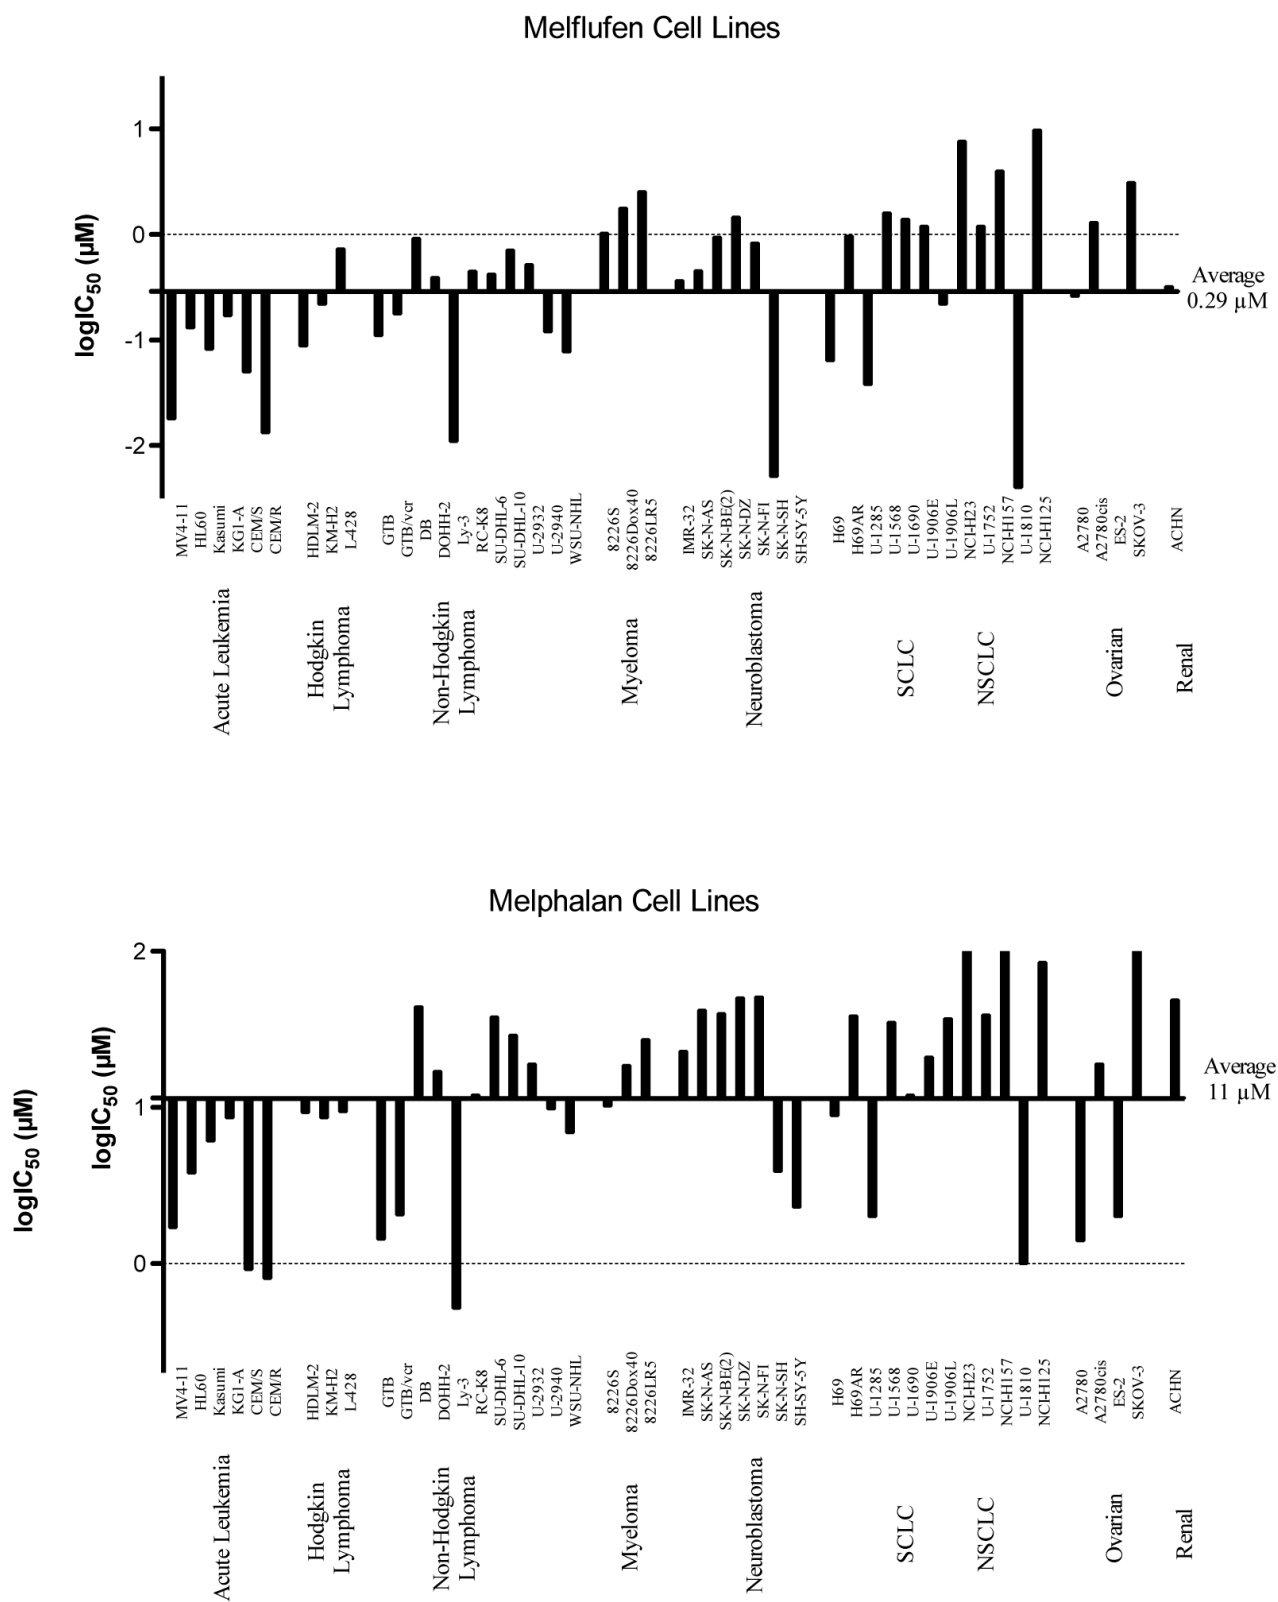 Melflufen Cell Lines
logIC50 (µM)
1
0
-1
-2
Average
0.29 µM
MV4-11
HL60
Kasumi
KG1-A
CEM/S
CEM/R
HDLM-2
KM-H2
L-428
GTB
GTB/vcr
DB
DOHH-2
Ly-3
RC-K8
SU-DHL-6
SU-DHL-10
U-2932
U-2940
WSU-NHL
8226S
8226Dox40
8226LR5
IMR-32
SK-N-AS
SK-N-BE(2)
SK-N-DZ
SK-N-FI
SK-N-SH
SH-SY-5Y
H69
H69AR
U-1285
U-1568
U-1690
U-1906E
U-1906L
NCI-H23
U-1752
NCI-H157
U-1810
NCI-H125
A2780
A2780cis
ES-2
SKOV-3
ACHN
Acute Leukemia
Hodgkin
Lymphoma
Non-Hodgkin
Lymphoma
Myeloma
Neuroblastoma
SCLC
NSCLC
Ovarian
Renal
Melphalan Cell Lines
logIC50 (µM)
logIC50 (µM)
2
1
0
Average
11 µM
MV4-11
HL60
Kasumi
KG1-A
CEM/S
CEM/R
HDLM-2
KM-H2
L-428
GTB
GTB/vcr
DB
DOHH-2
Ly-3
RC-K8
SU-DHL-6
SU-DHL-10
U-2932
U-2940
WSU-NHL
8226S
8226Dox40
8226LR5
IMR-32
SK-N-AS
SK-N-BE(2)
SK-N-DZ
SK-N-FI
SK-N-SH
SH-SY-5Y
H69
H69AR
U-1285
U-1568
U-1690
U-1906E
U-1906L
NCI-H23
U-1752
NCI-H157
U-1810
NCI-H125
A2780
A2780cis
ES-2
SKOV-3
ACHN
Acute Leukemia
Hodgkin
Lymphoma
Non-Hodgkin
Lymphoma
Myeloma
Neuroblastoma
SCLC
NSCLC
Ovarian
Renal